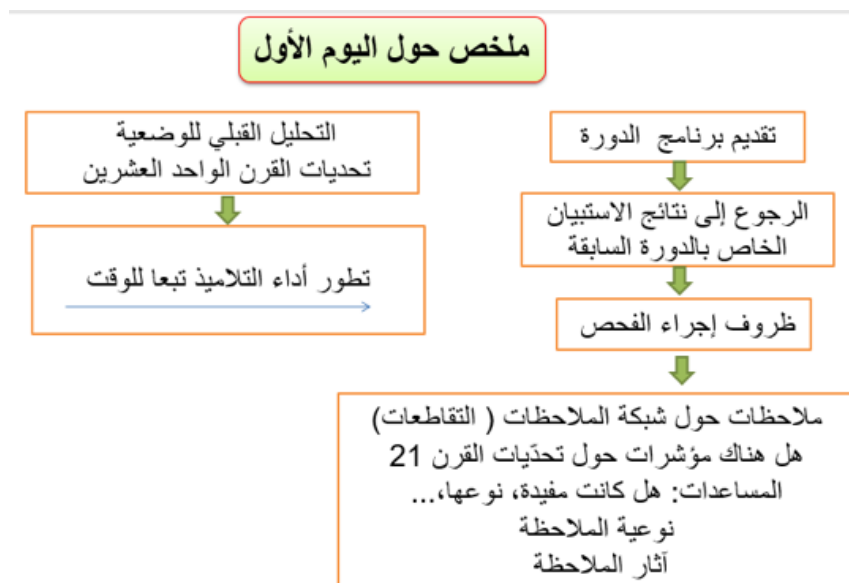 ملخص حول اليوم الأول
تقديم برنامج الدورة
الرجوع إلى نتائج الاستبيان
الخاص بالدورة السابقة
ظروف إجراء الفحص
ملاحظات حول شبكة الملاحظات ( التقاطعات)
هل هناك مؤشرات حول تحدّيات القرن 21
المساعدات: هل كانت مفيدة، نوعها،...
نوعية الملاحظة
آثار الملاحظة
التحليل القبلي للوضعية
تحديات القرن الواحد العشرين
تطور أداء التلاميذ تبعا للوقت